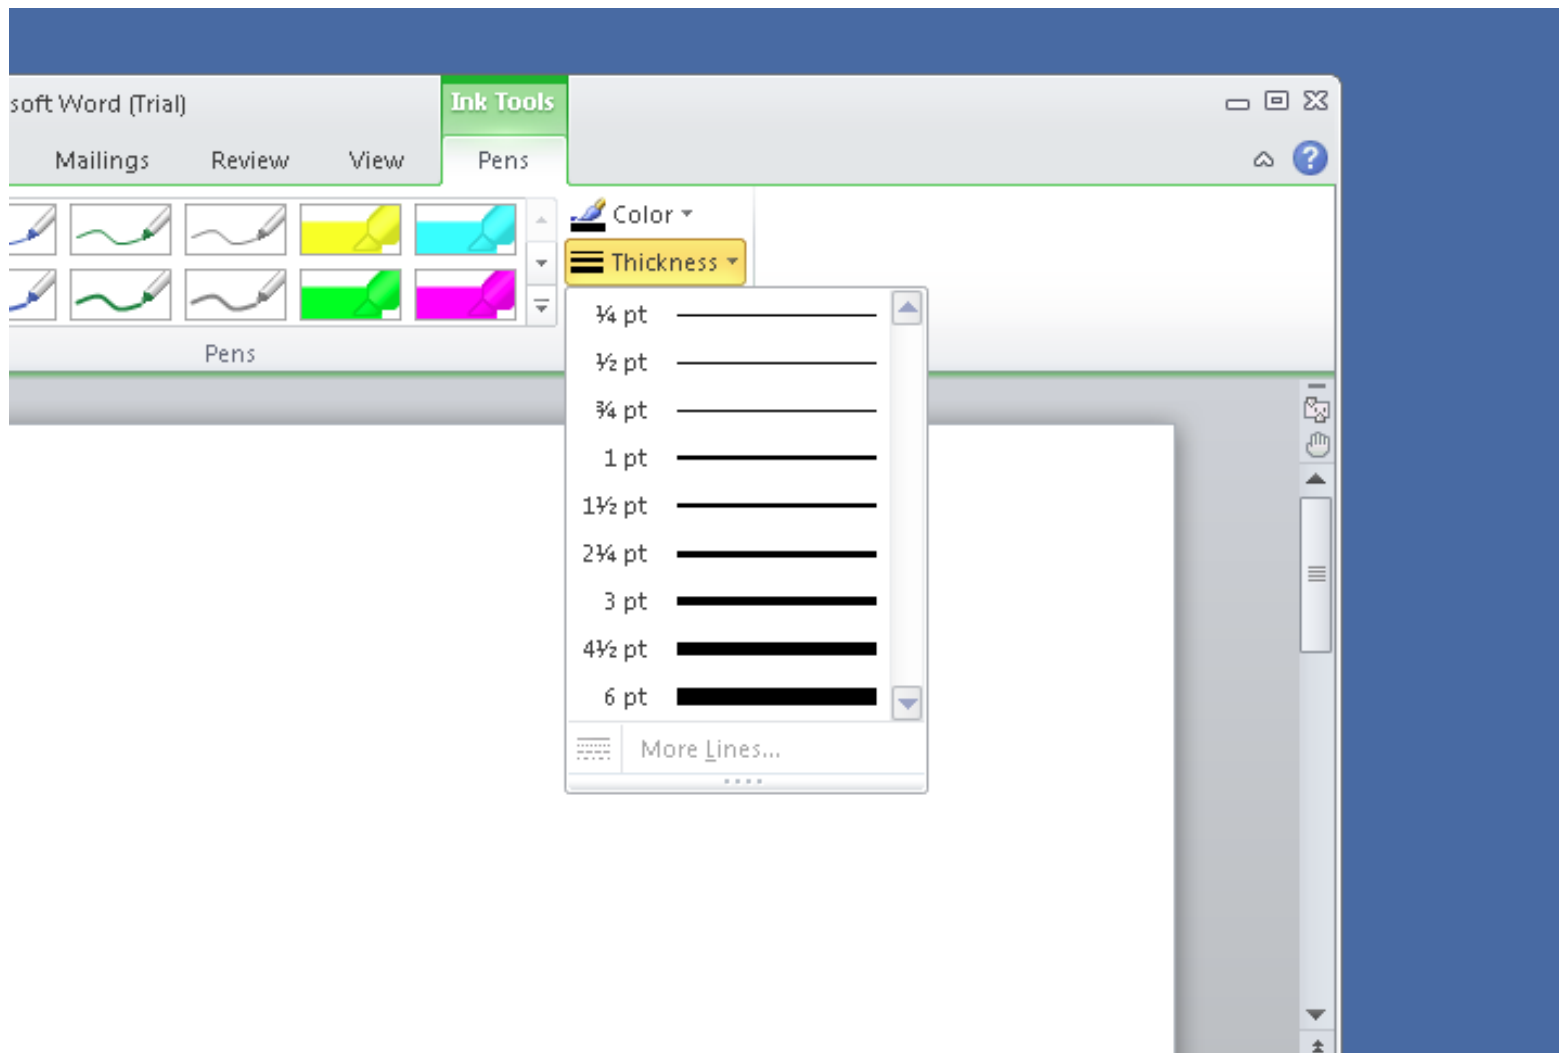 soft Word (Trial)
Ink Tools
Mailings Review View Pens
Color
Thickness
Pens
¼ pt
½ pt
¾ pt
1 pt
1½ pt
2¼ pt
3 pt
4½ pt
6 pt
More Lines...